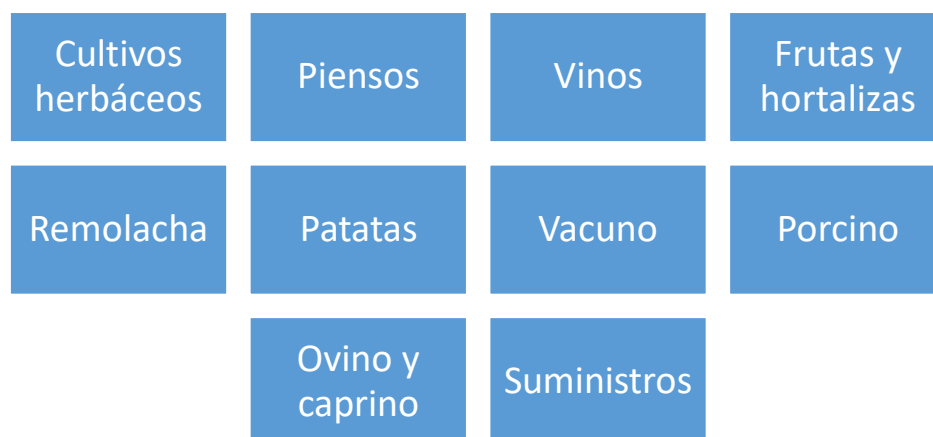 Cultivos
herbáceos
Piensos
Vinos
Frutas y
hortalizas
Remolacha
Patatas
Vacuno
Porcino
Ovino y
caprino
Suministros